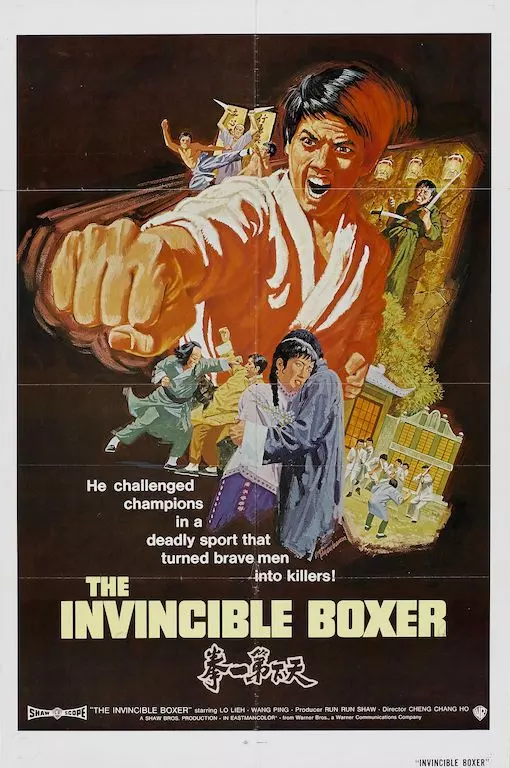 He challenged
champions
in a
deadly sport that
turned brave men
into killers!
THE
INVINCIBLE BOXER
拳一第下天
SHAW SCOPE
"THE INVINCIBLE BOXER" starring LO LIEH - WANG PING - Producer RUN RUN SHAW - Director CHENG CHANG HO
A SHAW BROS. PRODUCTION - IN EASTMANCOLOR® - from Warner Bros., a Warner Communications Company
"INVINCIBLE BOXER"